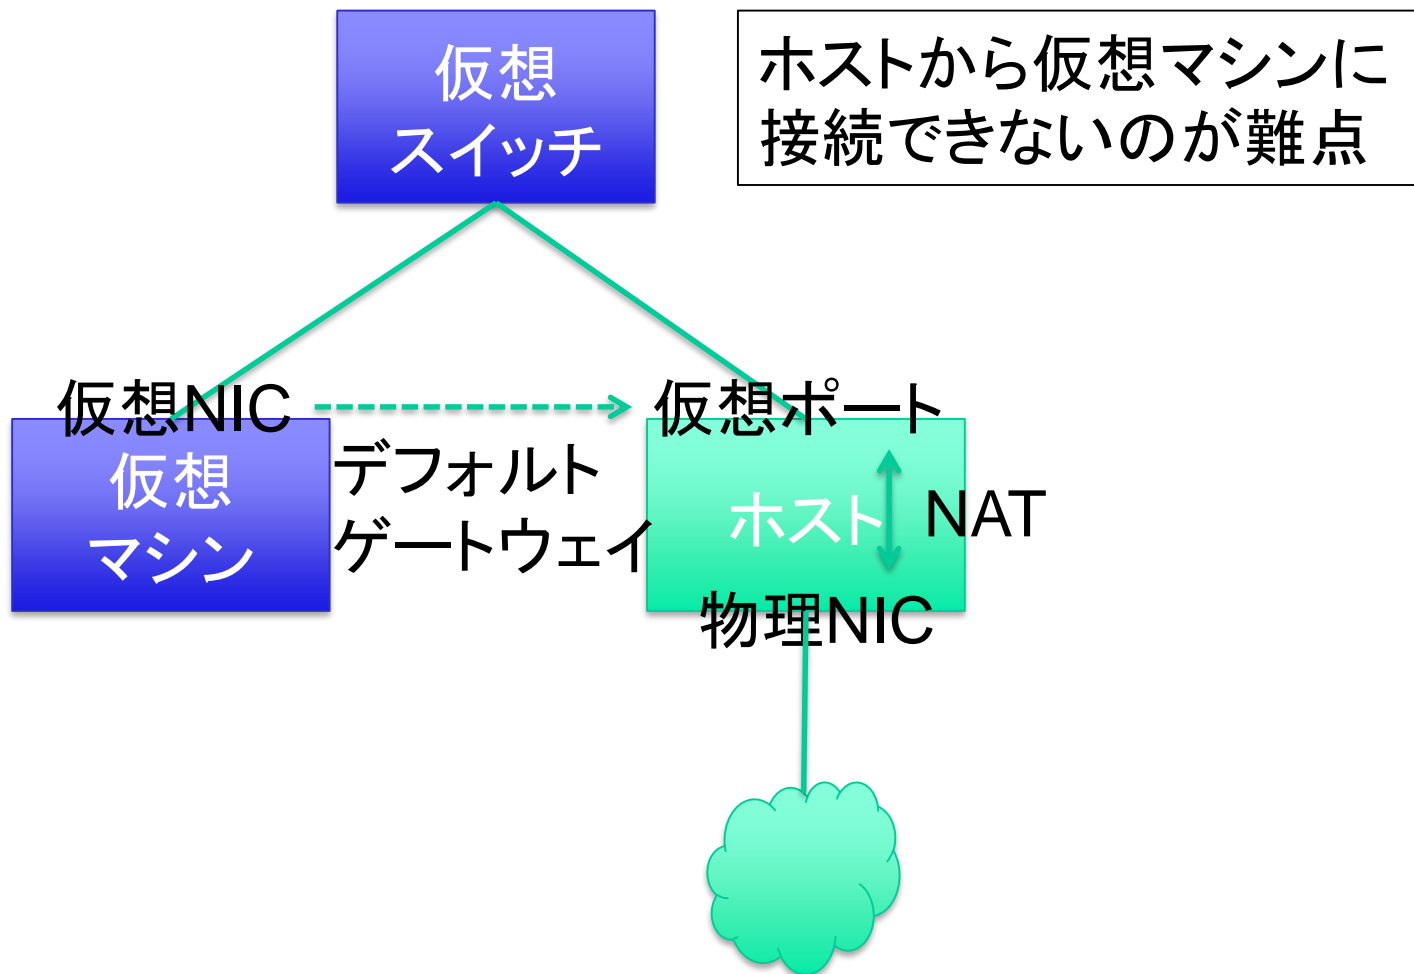 仮想
スイッチ
ホストから仮想マシンに
接続できないのが難点
仮想NIC
仮想ポート
仮想
マシン
デフォルト
ゲートウェイ
ホスト
NAT
物理NIC